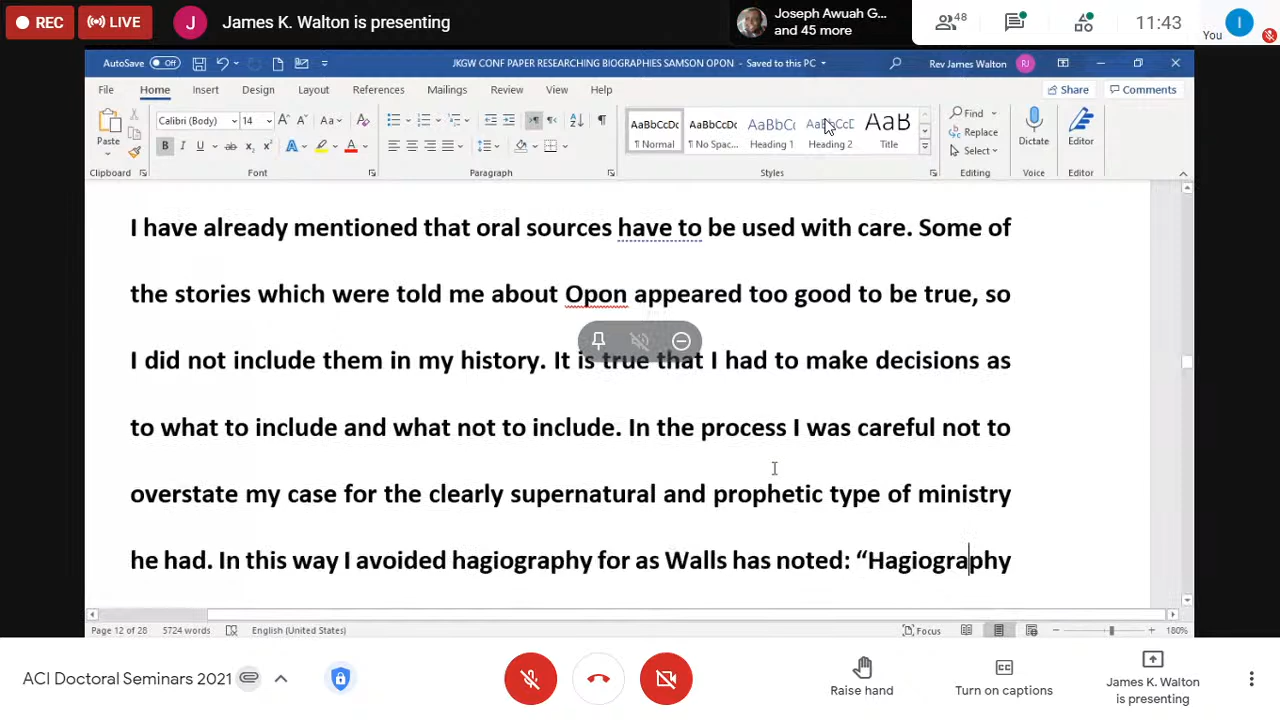 REC
LIVE
J
James K. Walton is presenting
Joseph Awuah G...
and 45 more
48
11:43
You
I
AutoSave Off
JKGW CONF PAPER RESEARCHING BIOGRAPHIES SAMSON OPON - Saved to this PC
Rev James Walton
RJ
File Home Insert Design Layout References Mailings Review View Help
Share
Comments
Paste
Calibri (Body)
14
Clipboard
Font
Paragraph
AaBbCcDc
¶ Normal
AaBbCcDc
¶ No Spac...
AaBbCc
Heading 1
AaBbCcE
Heading 2
AaB
Title
Styles
Find
Replace
Select
Editing
Dictate
Voice
Editor
Editor
I have already mentioned that oral sources have to be used with care. Some of
the stories which were told me about Opon appeared too good to be true, so
I did not include them in my history. It is true that I had to make decisions as
to what to include and what not to include. In the process I was careful not to
overstate my case for the clearly supernatural and prophetic type of ministry
he had. In this way I avoided hagiography for as Walls has noted: “Hagiography
Page 12 of 28
5724 words
English (United States)
Focus
180%
ACI Doctoral Seminars 2021
Raise hand
Turn on captions
James K. Walton
is presenting